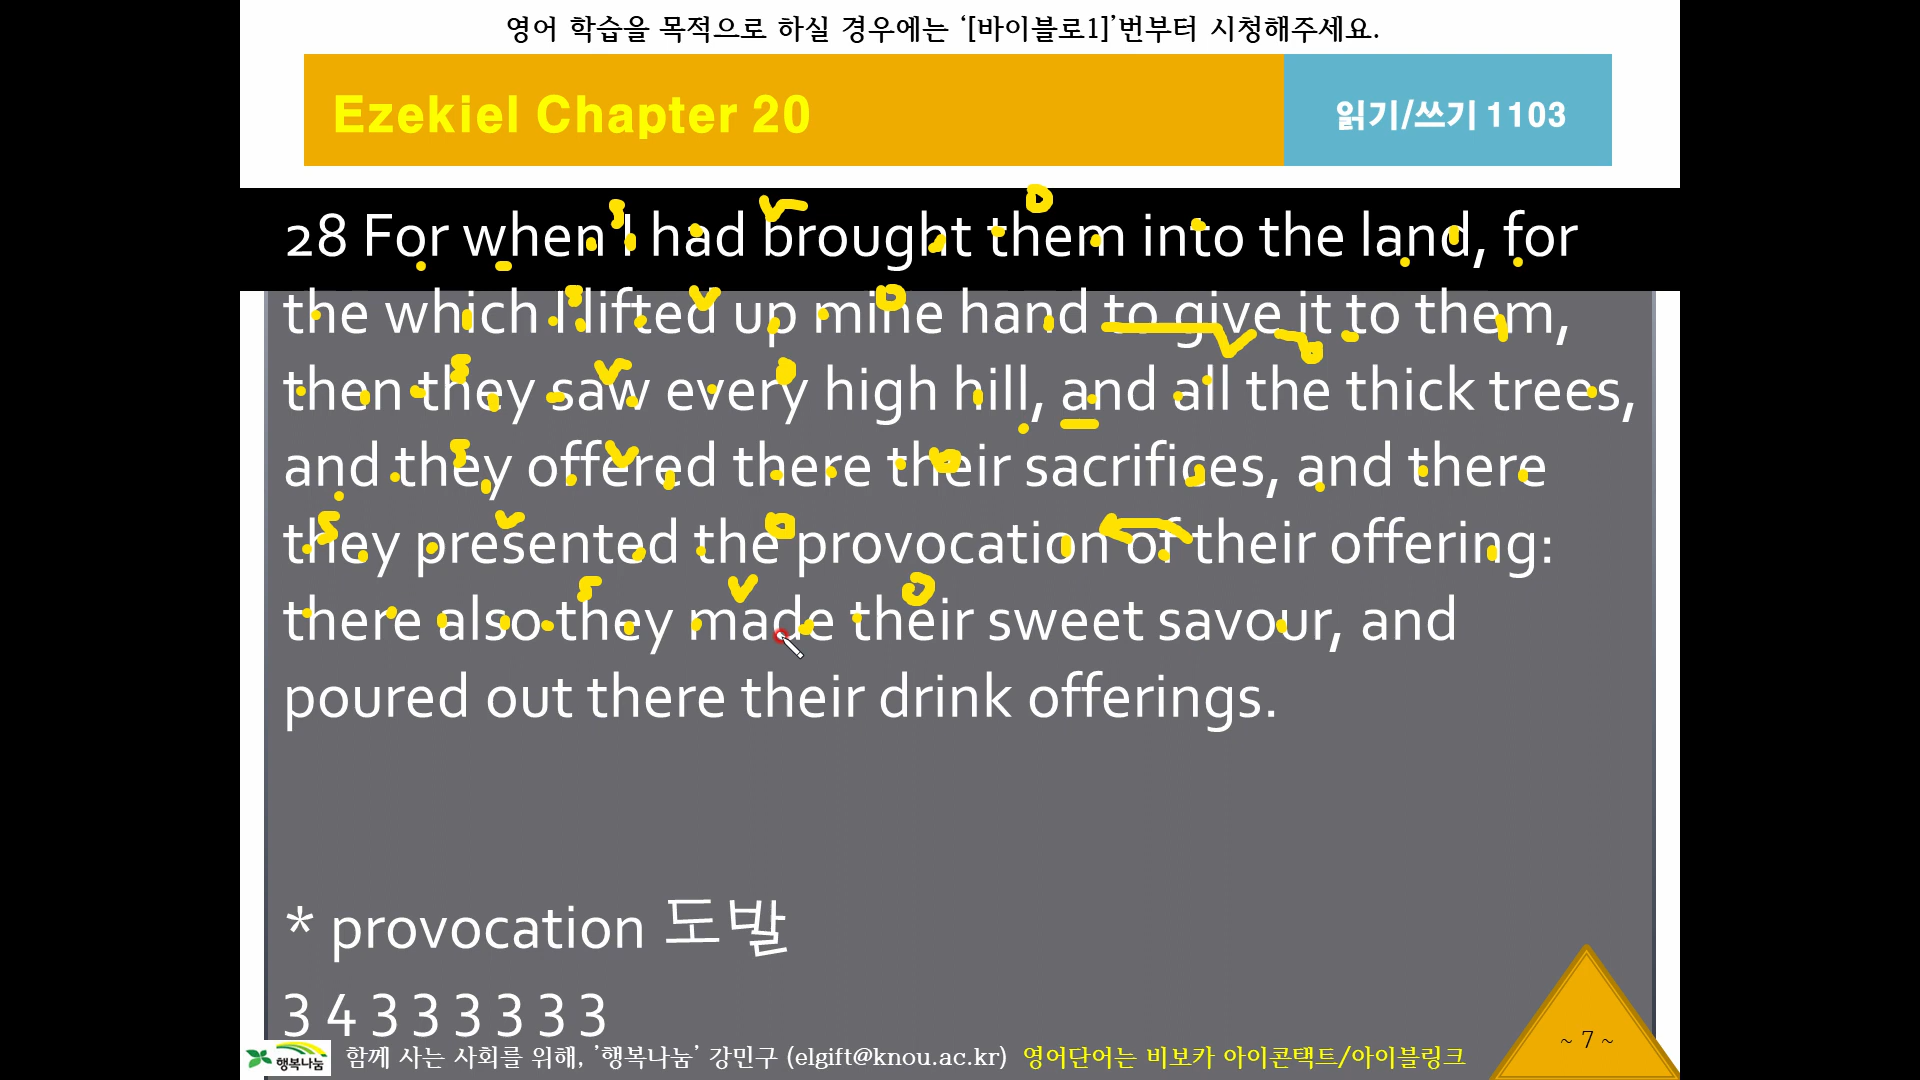 영어 학습을 목적으로 하실 경우에는 ‘[바이블로1]’번부터 시청해주세요.
Ezekiel Chapter 20
읽기/쓰기 1103
28 For when I had brought them into the land, for
the which I lifted up mine hand to give it to them,
then they saw every high hill, and all the thick trees,
and they offered there their sacrifices, and there
they presented the provocation of their offering:
there also they made their sweet savour, and
poured out there their drink offerings.
* provocation 도발
3 4 3 3 3 3 3 3
~ 7 ~
행복나눔 함께 사는 사회를 위해, ’행복나눔’ 강민구 (elgift@knou.ac.kr) 영어단어는 비보카 아이콘택트/아이블링크